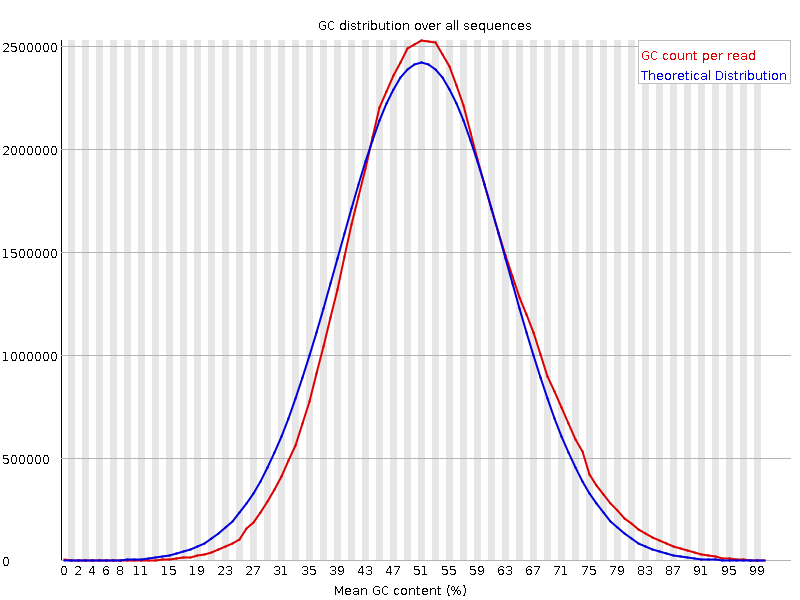 GC distribution over all sequences
2500000
2000000
1500000
1000000
500000
0
GC count per read
Theoretical Distribution
0 2 4 6 8 11 15 19 23 27 31 35 39 43 47 51 55 59 63 67 71 75 79 83 87 91 95 99
Mean GC content (%)